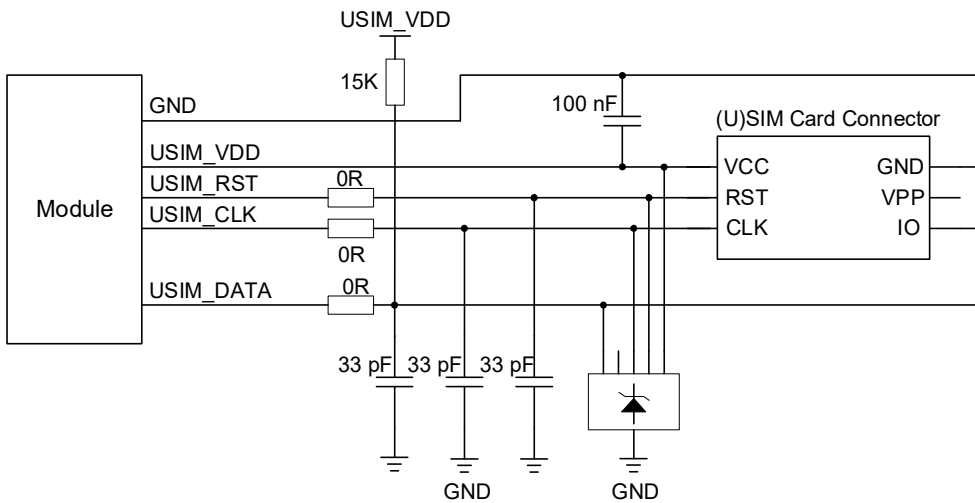 USIM_VDD
15K
GND
100 nF
(U)SIM Card Connector
USIM_VDD
VCC
GND
USIM_RST
0R
RST
VPP
Module
USIM_CLK
CLK
IO
0R
USIM_DATA
0R
33 pF
33 pF
33 pF
GND
GND